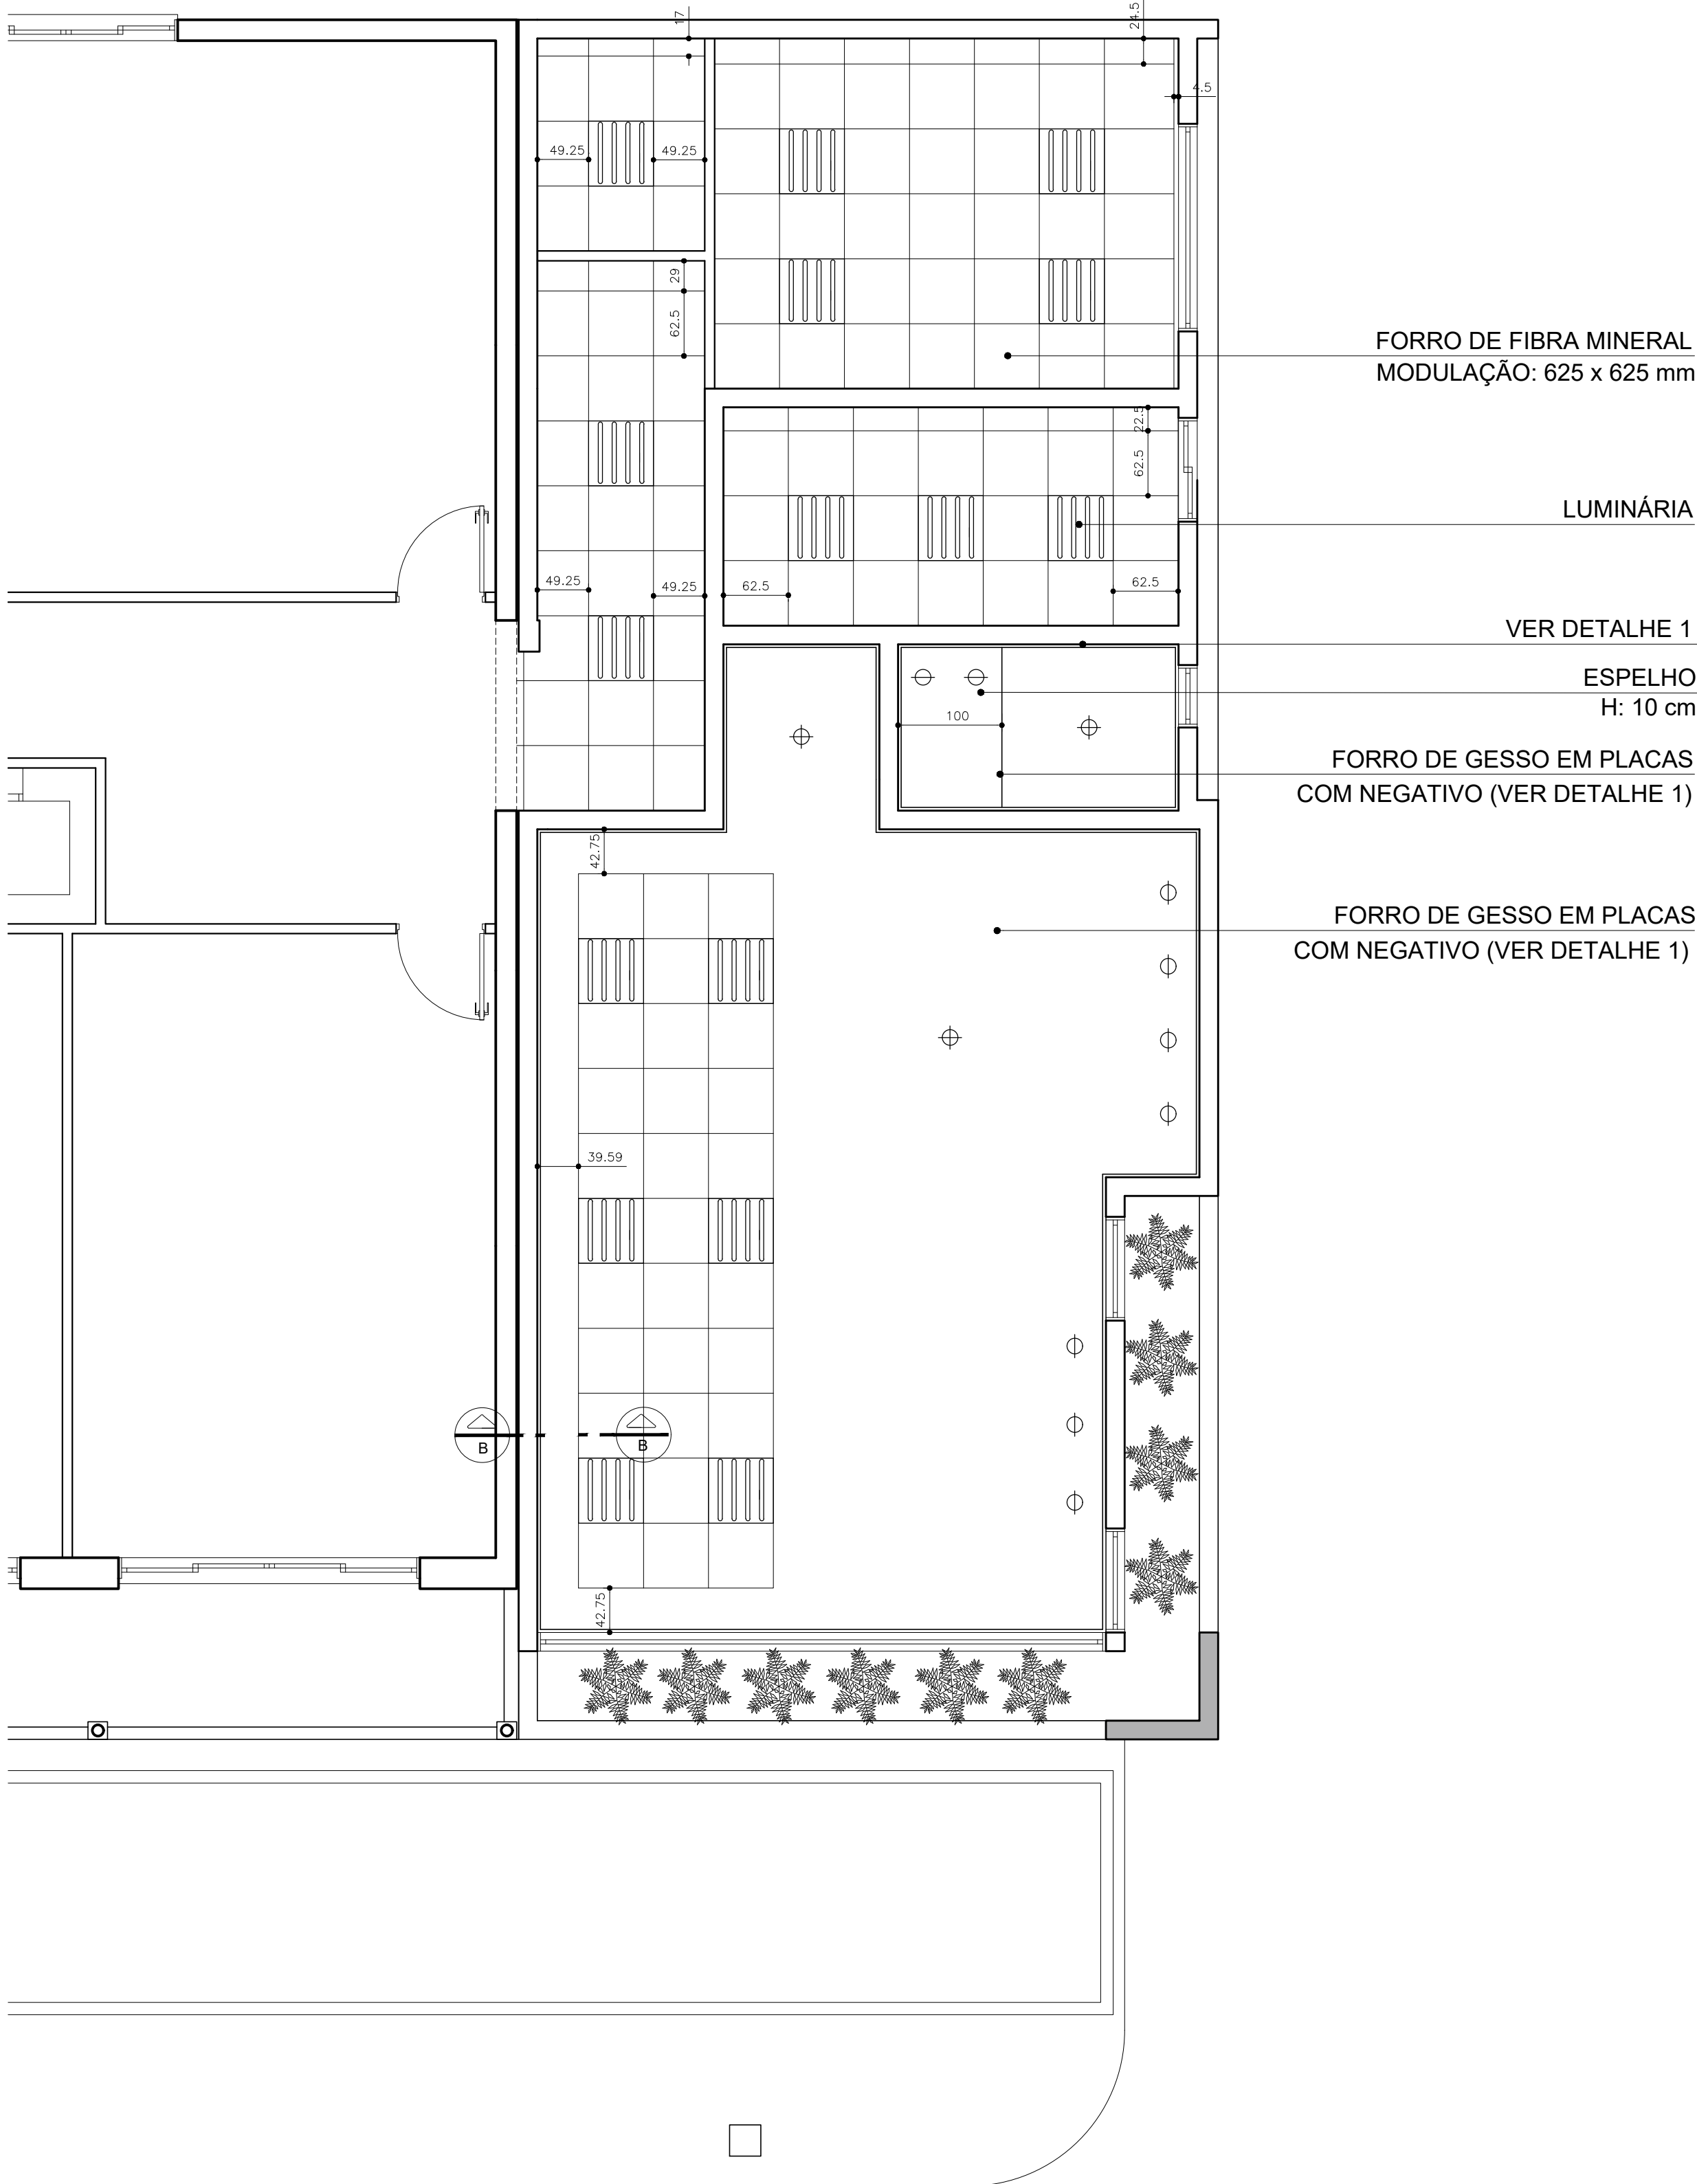 17
24.5
4.5
49.25
49.25
29
62.5
FORRO DE FIBRA MINERAL
MODULAÇÃO: 625 x 625 mm
22.5
62.5
LUMINÁRIA
49.25
49.25
62.5
62.5
VER DETALHE 1
ESPELHO
H: 10 cm
100
FORRO DE GESSO EM PLACAS
COM NEGATIVO (VER DETALHE 1)
42.75
FORRO DE GESSO EM PLACAS
COM NEGATIVO (VER DETALHE 1)
39.59
B
B
42.75